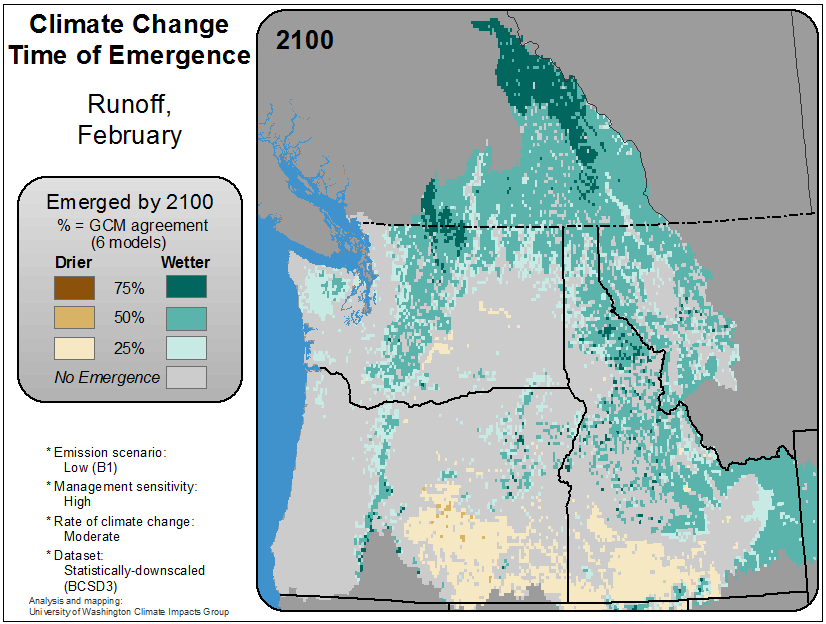 Climate Change
Time of Emergence
Runoff,
February
Emerged by 2100
% = GCM agreement
(6 models)
Drier Wetter
75%
50%
25%
No Emergence
* Emission scenario:
Low (B1)
* Management sensitivity:
High
* Rate of climate change:
Moderate
* Dataset:
Statistically-downscaled
(BCSD3)
Analysis and mapping:
University of Washington Climate Impacts Group
2100